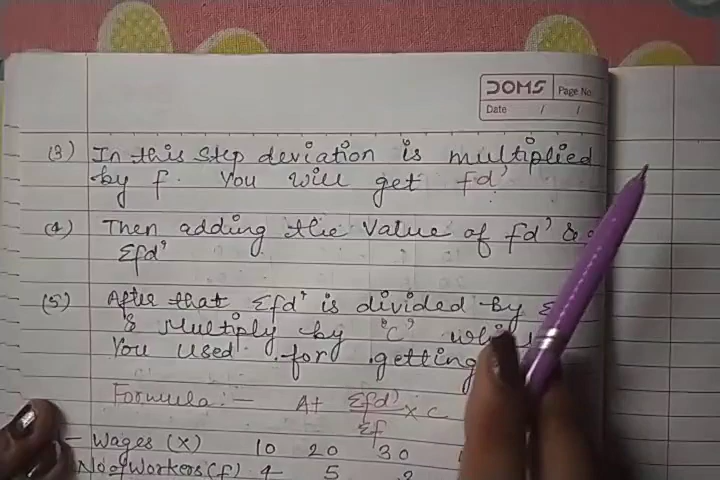 DOMS
Page No.
Date / /
(3) In this step deviation is multiplied
by f. You will get fd'
(4) Then adding the value of fd' &
Σfd'
(5) After that Σfd' is divided by Σ
& Multiply by "C"
You used for getting
Formula:- A+ Σfd'/Σf × C
- Wages (x) 10 20 30
No of workers (f) 4 5